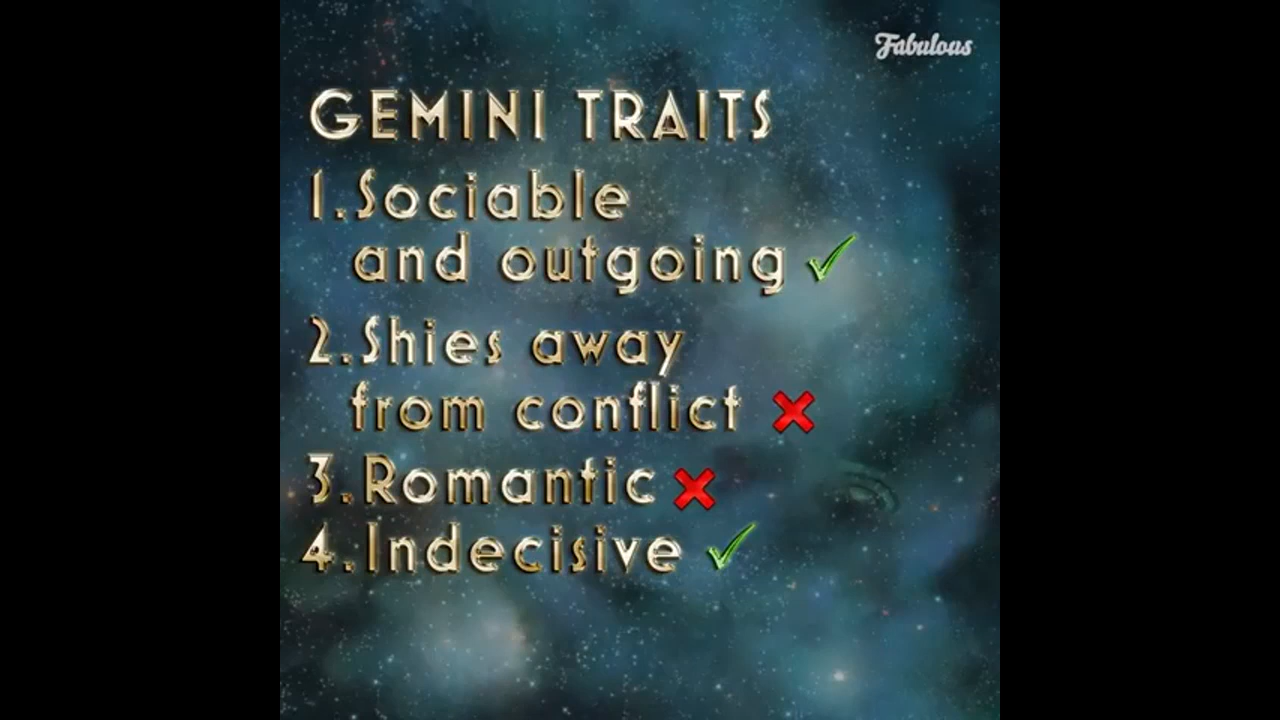 Fabulous
GEMINI TRAITS
1. Sociable
and outgoing
2. Shies away
from conflict
3. Romantic
4. Indecisive